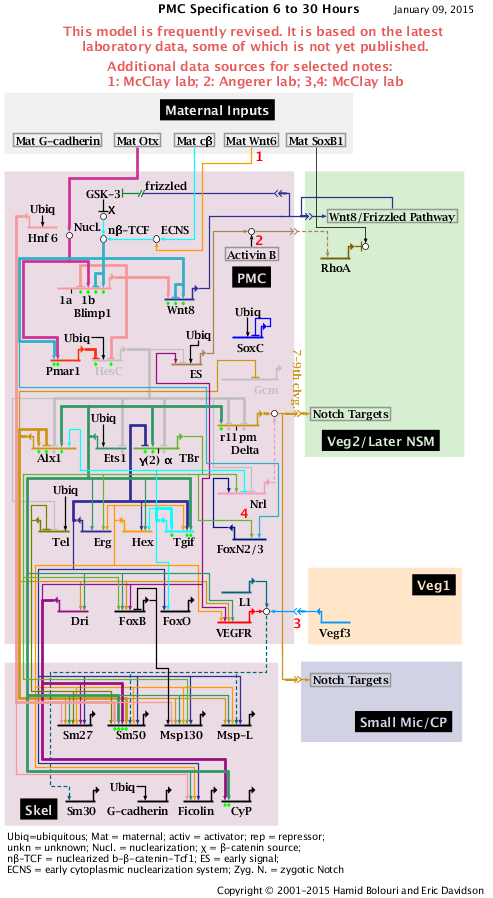 PMC Specification 6 to 30 Hours
January 09, 2015
This model is frequently revised. It is based on the latest
laboratory data, some of which is not yet published.
Additional data sources for selected notes:
1: McClay lab; 2: Angerer lab; 3,4: McClay lab
Maternal Inputs
Mat G-cadherin Mat Otx Mat cβ Mat Wnt6 Mat SoxB1
1
GSK-3 frizzled
Ubiq χ
Hnf 6 Nucl. nβ-TCF ECNS
Wnt8/Frizzled Pathway
2
Activin B
RhoA
PMC
1a 1b
Blimp1
Wnt8
Ubiq
SoxC
Ubiq Ubiq
Pmar1 HesC ES
Gcm
7-9th clvg.
Notch Targets
r11 pm
Delta
Veg2/Later NSM
Ubiq
Alx1 Ets1 γ(2) α TBr
Nrl
4
Ubiq
Tel Erg Hex Tgif FoxN2/3
L1
Veg1
Dri FoxB FoxO VEGFR
3
Vegf3
Notch Targets
Small Mic/CP
Sm27 Sm50 Msp130 Msp-L
Ubiq
Skel
Sm30 G-cadherin Ficolin CyP
Ubiq=ubiquitous; Mat = maternal; activ = activator; rep = repressor;
unkn = unknown; Nucl. = nuclearization; χ = β-catenin source;
nβ-TCF = nuclearized b-β-catenin-Tcf1; ES = early signal;
ECNS = early cytoplasmic nuclearization system; Zyg. N. = zygotic Notch
Copyright © 2001-2015 Hamid Bolouri and Eric Davidson